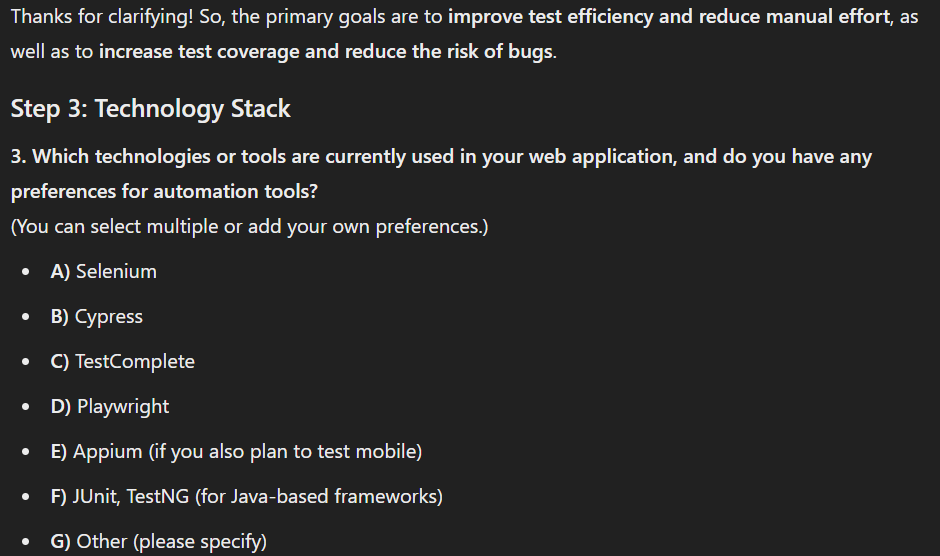 Thanks for clarifying! So, the primary goals are to improve test efficiency and reduce manual effort, as
well as to increase test coverage and reduce the risk of bugs.
Step 3: Technology Stack
3. Which technologies or tools are currently used in your web application, and do you have any
preferences for automation tools?
(You can select multiple or add your own preferences.)
• A) Selenium
• B) Cypress
• C) TestComplete
• D) Playwright
• E) Appium (if you also plan to test mobile)
• F) JUnit, TestNG (for Java-based frameworks)
• G) Other (please specify)